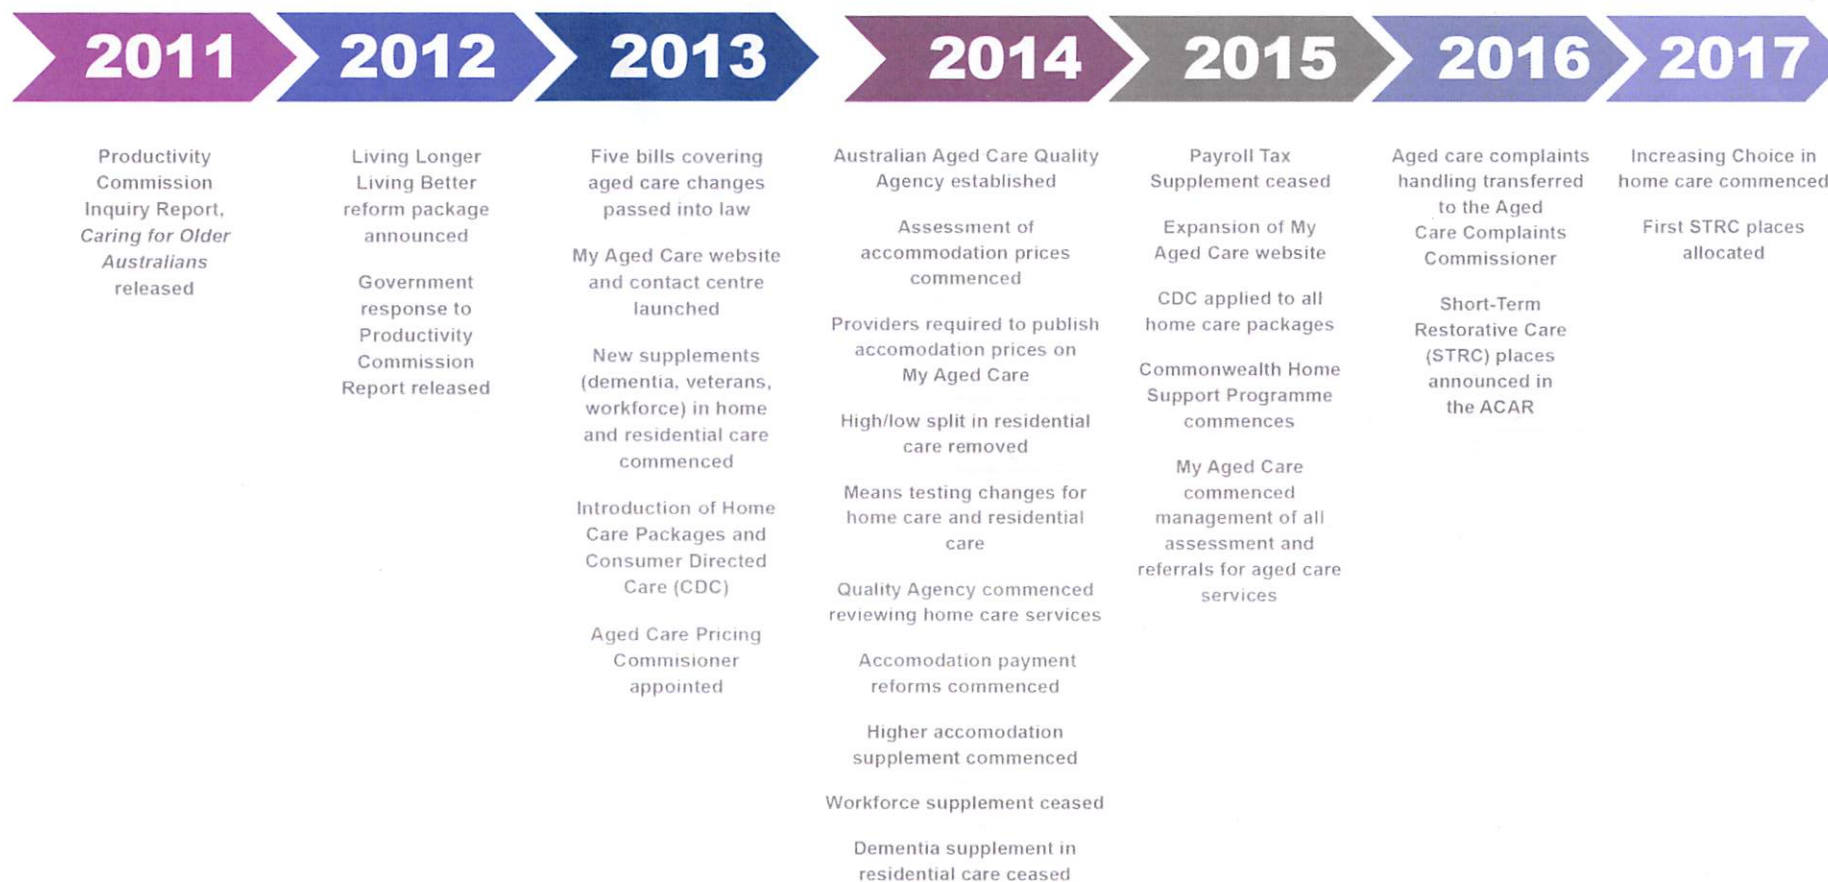 2011
2012
2013
2014
2015
2016
2017
Productivity
Commission
Inquiry Report,
Caring for Older
Australians
released
Living Longer
Living Better
reform package
announced
Government
response to
Productivity
Commission
Report released
Five bills covering
aged care changes
passed into law
My Aged Care website
and contact centre
launched
New supplements
(dementia, veterans,
workforce) in home
and residential care
commenced
Introduction of Home
Care Packages and
Consumer Directed
Care (CDC)
Aged Care Pricing
Commisioner
appointed
Australian Aged Care Quality
Agency established
Assessment of
accommodation prices
commenced
Providers required to publish
accomodation prices on
My Aged Care
High/low split in residential
care removed
Means testing changes for
home care and residential
care
Quality Agency commenced
reviewing home care services
Accomodation payment
reforms commenced
Higher accomodation
supplement commenced
Workforce supplement ceased
Dementia supplement in
residential care ceased
Payroll Tax
Supplement ceased
Expansion of My
Aged Care website
CDC applied to all
home care packages
Commonwealth Home
Support Programme
commences
My Aged Care
commenced
management of all
assessment and
referrals for aged care
services
Aged care complaints
handling transferred
to the Aged
Care Complaints
Commissioner
Short-Term
Restorative Care
(STRC) places
announced in
the ACAR
Increasing Choice in
home care commenced
First STRC places
allocated